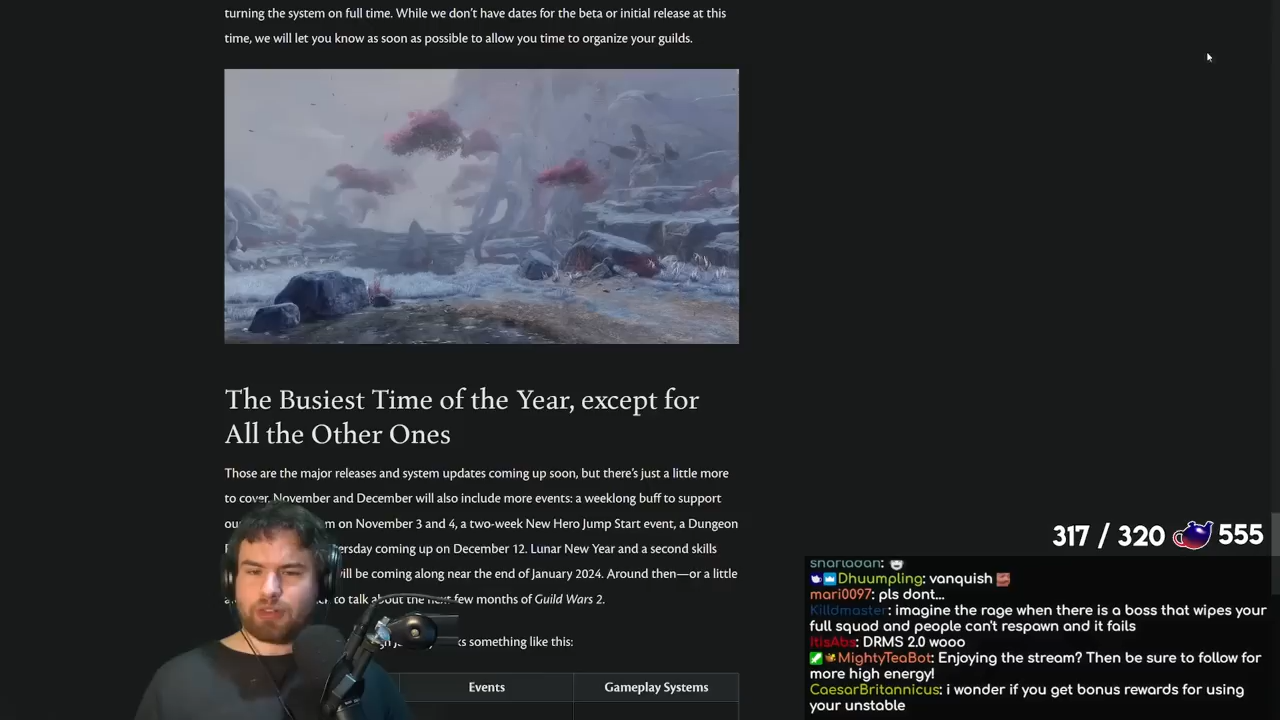 turning the system on full time. While we don't have dates for the beta or initial release at this
time, we will let you know as soon as possible to allow you time to organize your guilds.
The Busiest Time of the Year, except for
All the Other Ones
Those are the major releases and system updates coming up soon, but there's just a little more
to cover. November and December will also include more events: a weeklong buff to support
on November 3 and 4, a two-week New Hero Jump Start event, a Dungeon
coming up on December 12. Lunar New Year and a second skills
will be coming along near the end of January 2024. Around then—or a little
to talk about the next few months of Guild Wars 2.
something like this:
Events
Gameplay Systems
317 / 320 555
shariadan:
Dhuumpling: vanquish
mari0097: pls dont...
Killdmaster: imagine the rage when there is a boss that wipes your
full squad and people can't respawn and it fails
ItisAbs: DRMS 2.0 wooo
MightyTeaBot: Enjoying the stream? Then be sure to follow for
more high energy!
CaesarBritannicus: i wonder if you get bonus rewards for using
your unstable